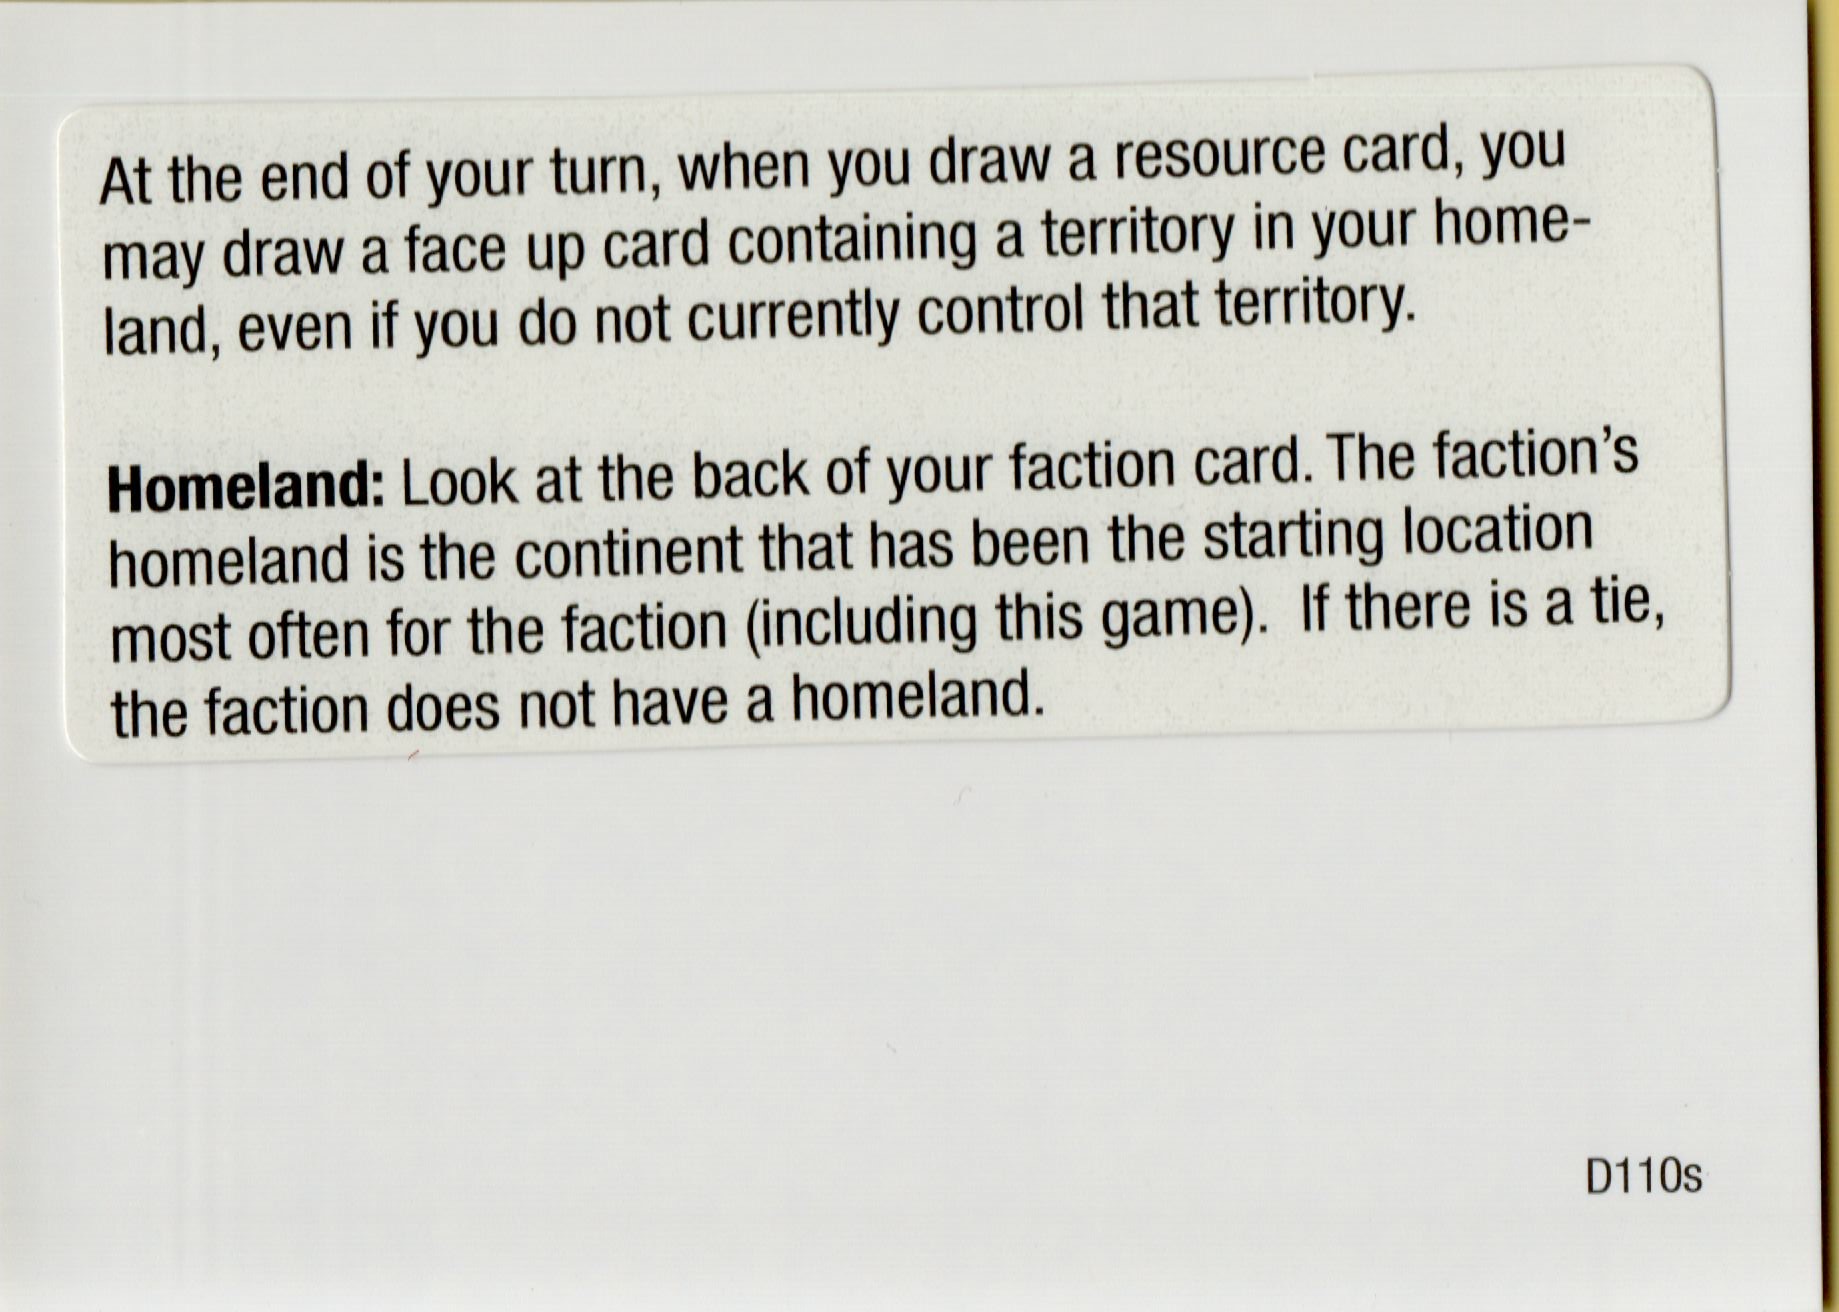 At the end of your turn, when you draw a resource card, you
may draw a face up card containing a territory in your home-
land, even if you do not currently control that territory.
Homeland: Look at the back of your faction card. The faction’s
homeland is the continent that has been the starting location
most often for the faction (including this game).  If there is a tie,
the faction does not have a homeland.
D110s